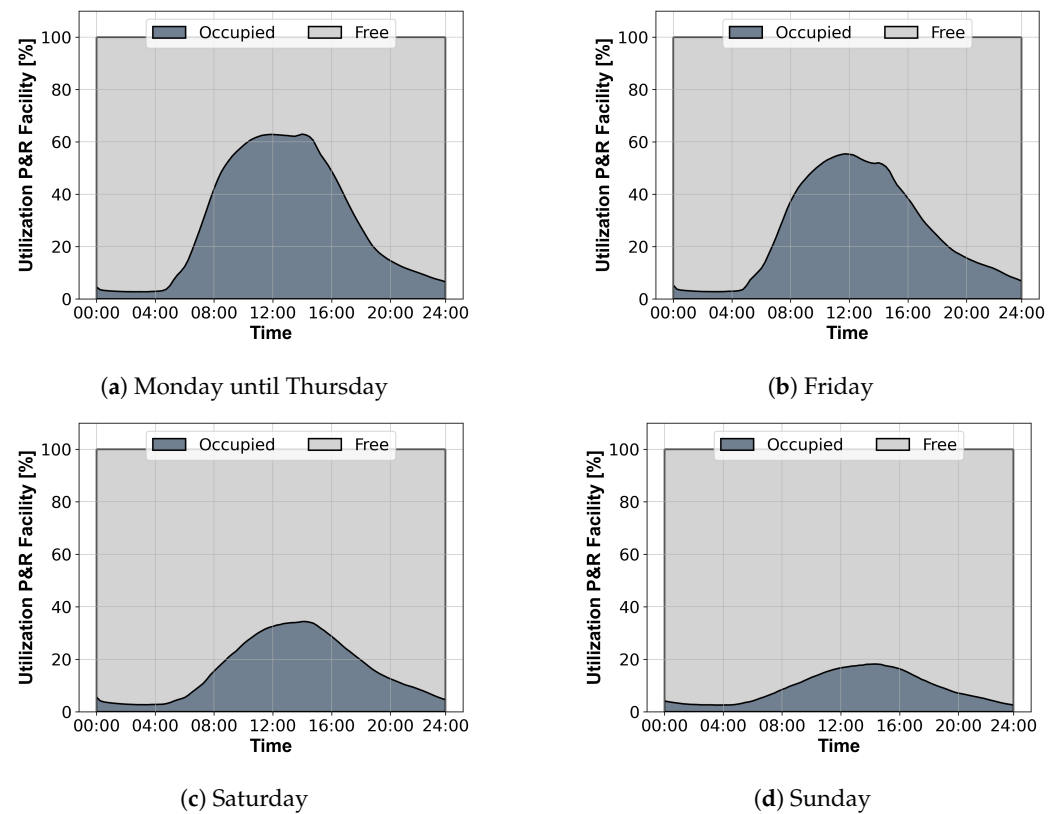 Utilization P&R Facility [%]
100
80
60
40
20
0
Occupied Free
00:00 04:00 08:00 12:00 16:00 20:00 24:00
Time
(a) Monday until Thursday
Utilization P&R Facility [%]
100
80
60
40
20
0
Occupied Free
00:00 04:00 08:00 12:00 16:00 20:00 24:00
Time
(b) Friday
Utilization P&R Facility [%]
100
80
60
40
20
0
Occupied Free
00:00 04:00 08:00 12:00 16:00 20:00 24:00
Time
(c) Saturday
Utilization P&R Facility [%]
100
80
60
40
20
0
Occupied Free
00:00 04:00 08:00 12:00 16:00 20:00 24:00
Time
(d) Sunday